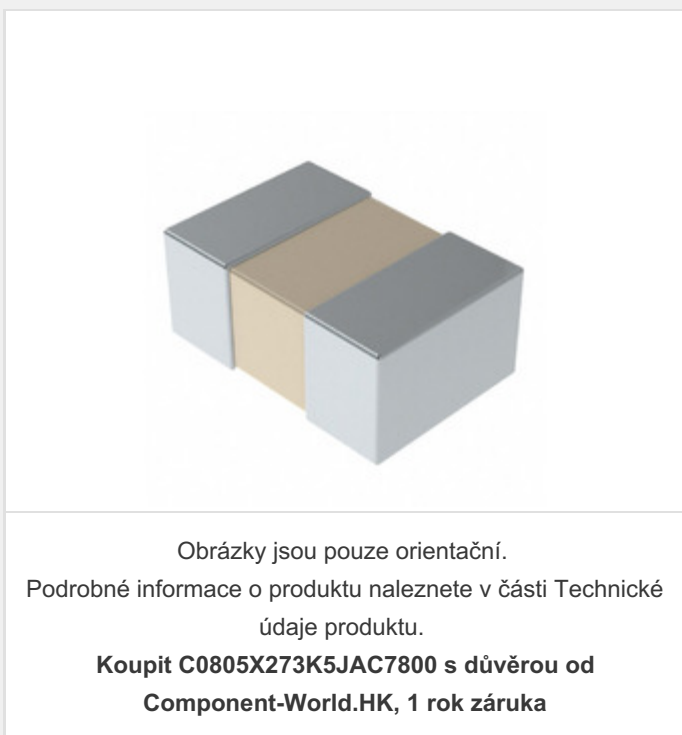 Obrázky jsou pouze orientační.
Podrobné informace o produktu naleznete v části Technické
údaje produktu.
Koupit C0805X273K5JAC7800 s důvěrou od
Component-World.HK, 1 rok záruka